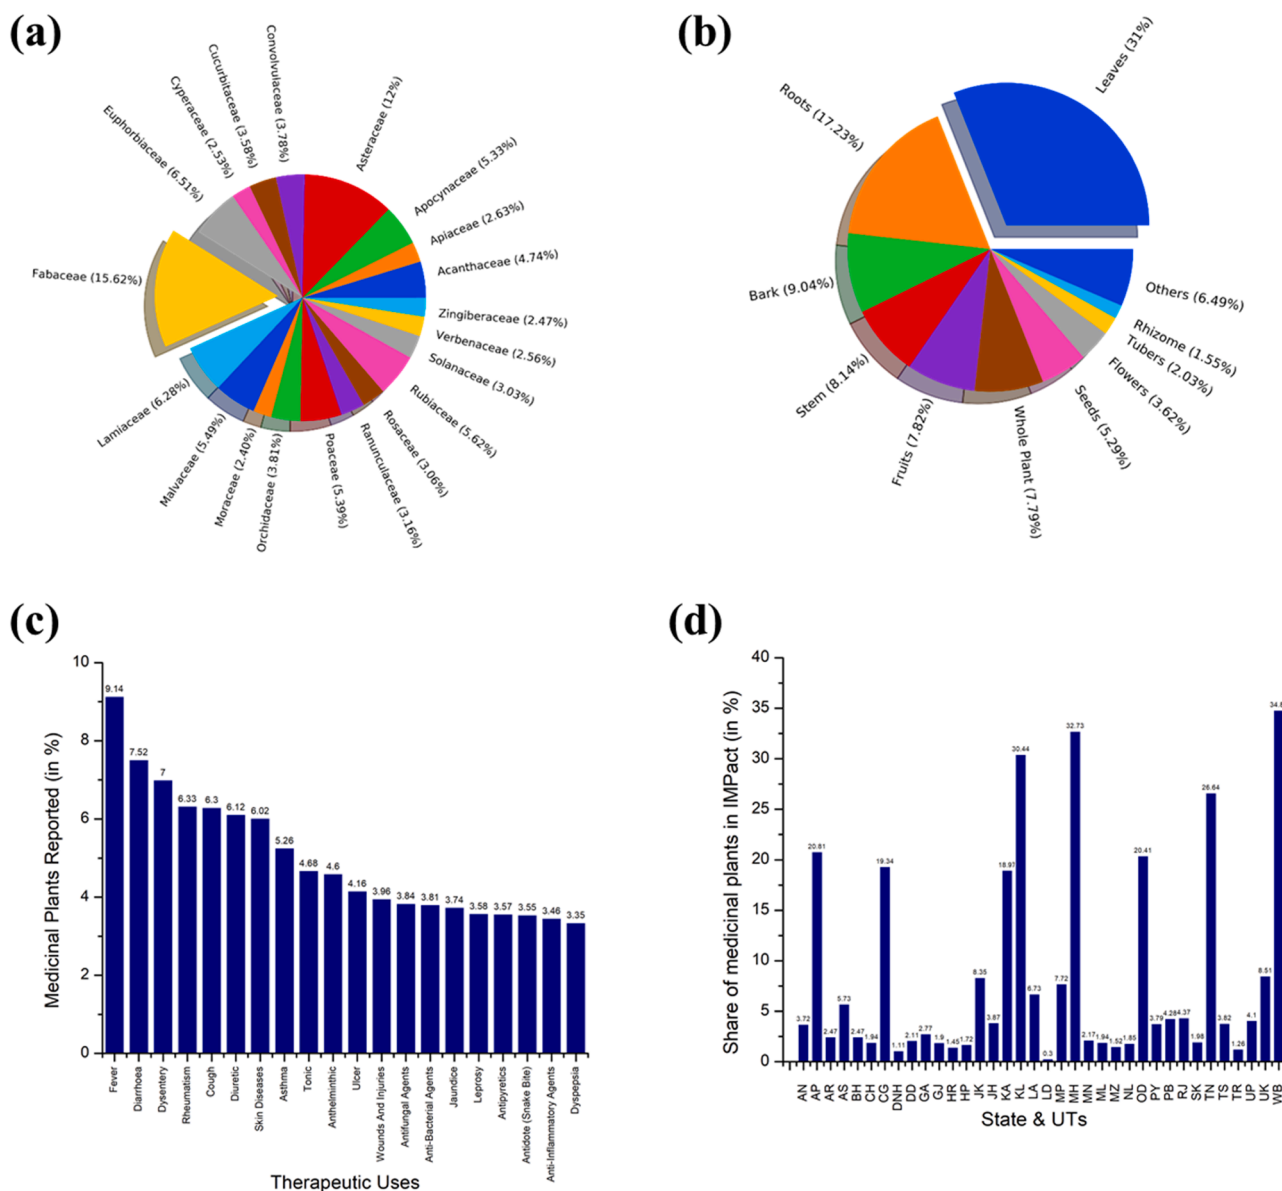 (a)
Convolvulaceae (3.78%)
Cucurbitaceae (3.58%)
Cyperaceae (2.53%)
Euphorbiaceae (6.51%)
Fabaceae (15.62%)
Lamiaceae (6.28%)
Malvaceae (5.49%)
Moraceae (2.40%)
Orchidaceae (3.81%)
Poaceae (5.39%)
Ranunculaceae (3.16%)
Rosaceae (3.06%)
Rubiaceae (5.62%)
Solanaceae (3.03%)
Verbenaceae (2.56%)
Zingiberaceae (2.47%)
Acanthaceae (4.74%)
Apiaceae (2.63%)
Apocynaceae (5.33%)
Asteraceae (12%)
(b)
Leaves (31%)
Roots (17.23%)
Bark (9.04%)
Stem (8.14%)
Fruits (7.82%)
Whole Plant (7.79%)
Seeds (5.29%)
Flowers (3.62%)
Tubers (2.03%)
Rhizome (1.55%)
Others (6.49%)
(c)
Medicinal Plants Reported (in %)
10
8
6
4
2
0
9.14
7.52
7
6.33
6.3
6.12
6.02
5.26
4.68
4.6
4.16
3.96
3.84
3.81
3.74
3.58
3.57
3.55
3.46
3.35
Fever
Diarrhoea
Dysentery
Rheumatism
Cough
Diuretic
Skin Diseases
Asthma
Tonic
Anthelminthic
Ulcer
Wounds And Injuries
Antifungal Agents
Anti-Bacterial Agents
Jaundice
Leprosy
Antipyretics
Antidote (Snake Bite)
Anti-Inflammatory Agents
Dyspepsia
Therapeutic Uses
(d)
Share of medicinal plants in IMPact (in %)
40
35
30
25
20
15
10
5
0
3.72
20.81
2.47
5.73
2.47
1.94
19.34
1.11
2.11
2.77
1.9
1.45
1.72
8.35
3.87
18.97
30.44
6.73
0.3
7.72
32.73
2.17
1.94
1.52
1.85
20.41
3.79
4.28
4.37
1.98
26.64
3.82
1.26
4.1
8.51
AN
AP
AR
AS
BH
CH
CG
DNH
DD
GA
GJ
HR
HP
JK
JH
KA
KL
LA
LD
MP
MH
MN
ML
MZ
NL
OD
PY
PB
RJ
SK
TN
TS
TR
UP
UK
WB
State & UTs